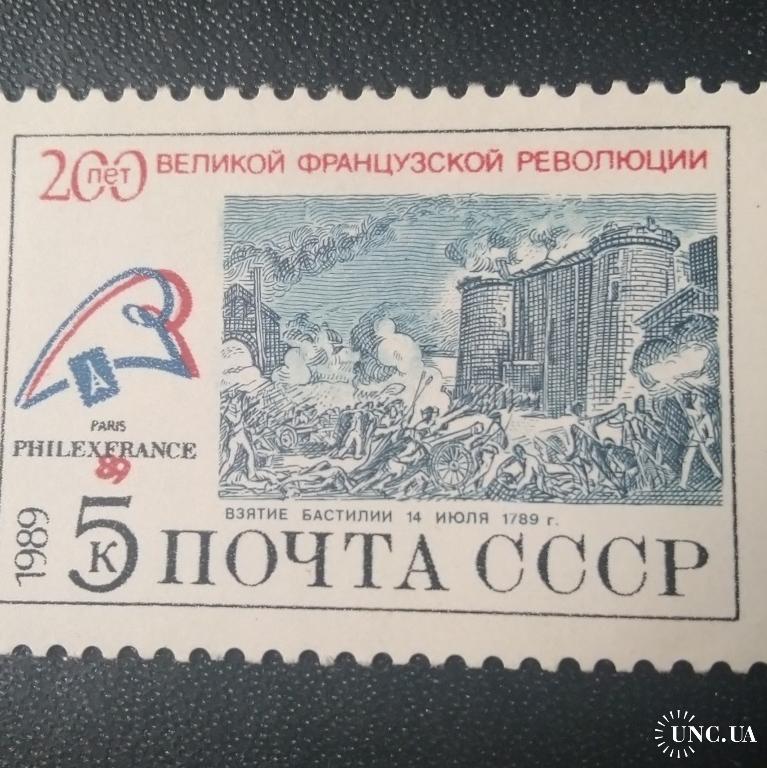 200 лет ВЕЛИКОЙ ФРАНЦУЗСКОЙ РЕВОЛЮЦИИ
PARIS
PHILEXFRANCE
89
ВЗЯТИЕ БАСТИЛИИ 14 ИЮЛЯ 1789 г.
1989
5 к ПОЧТА СССР
UNC.UA